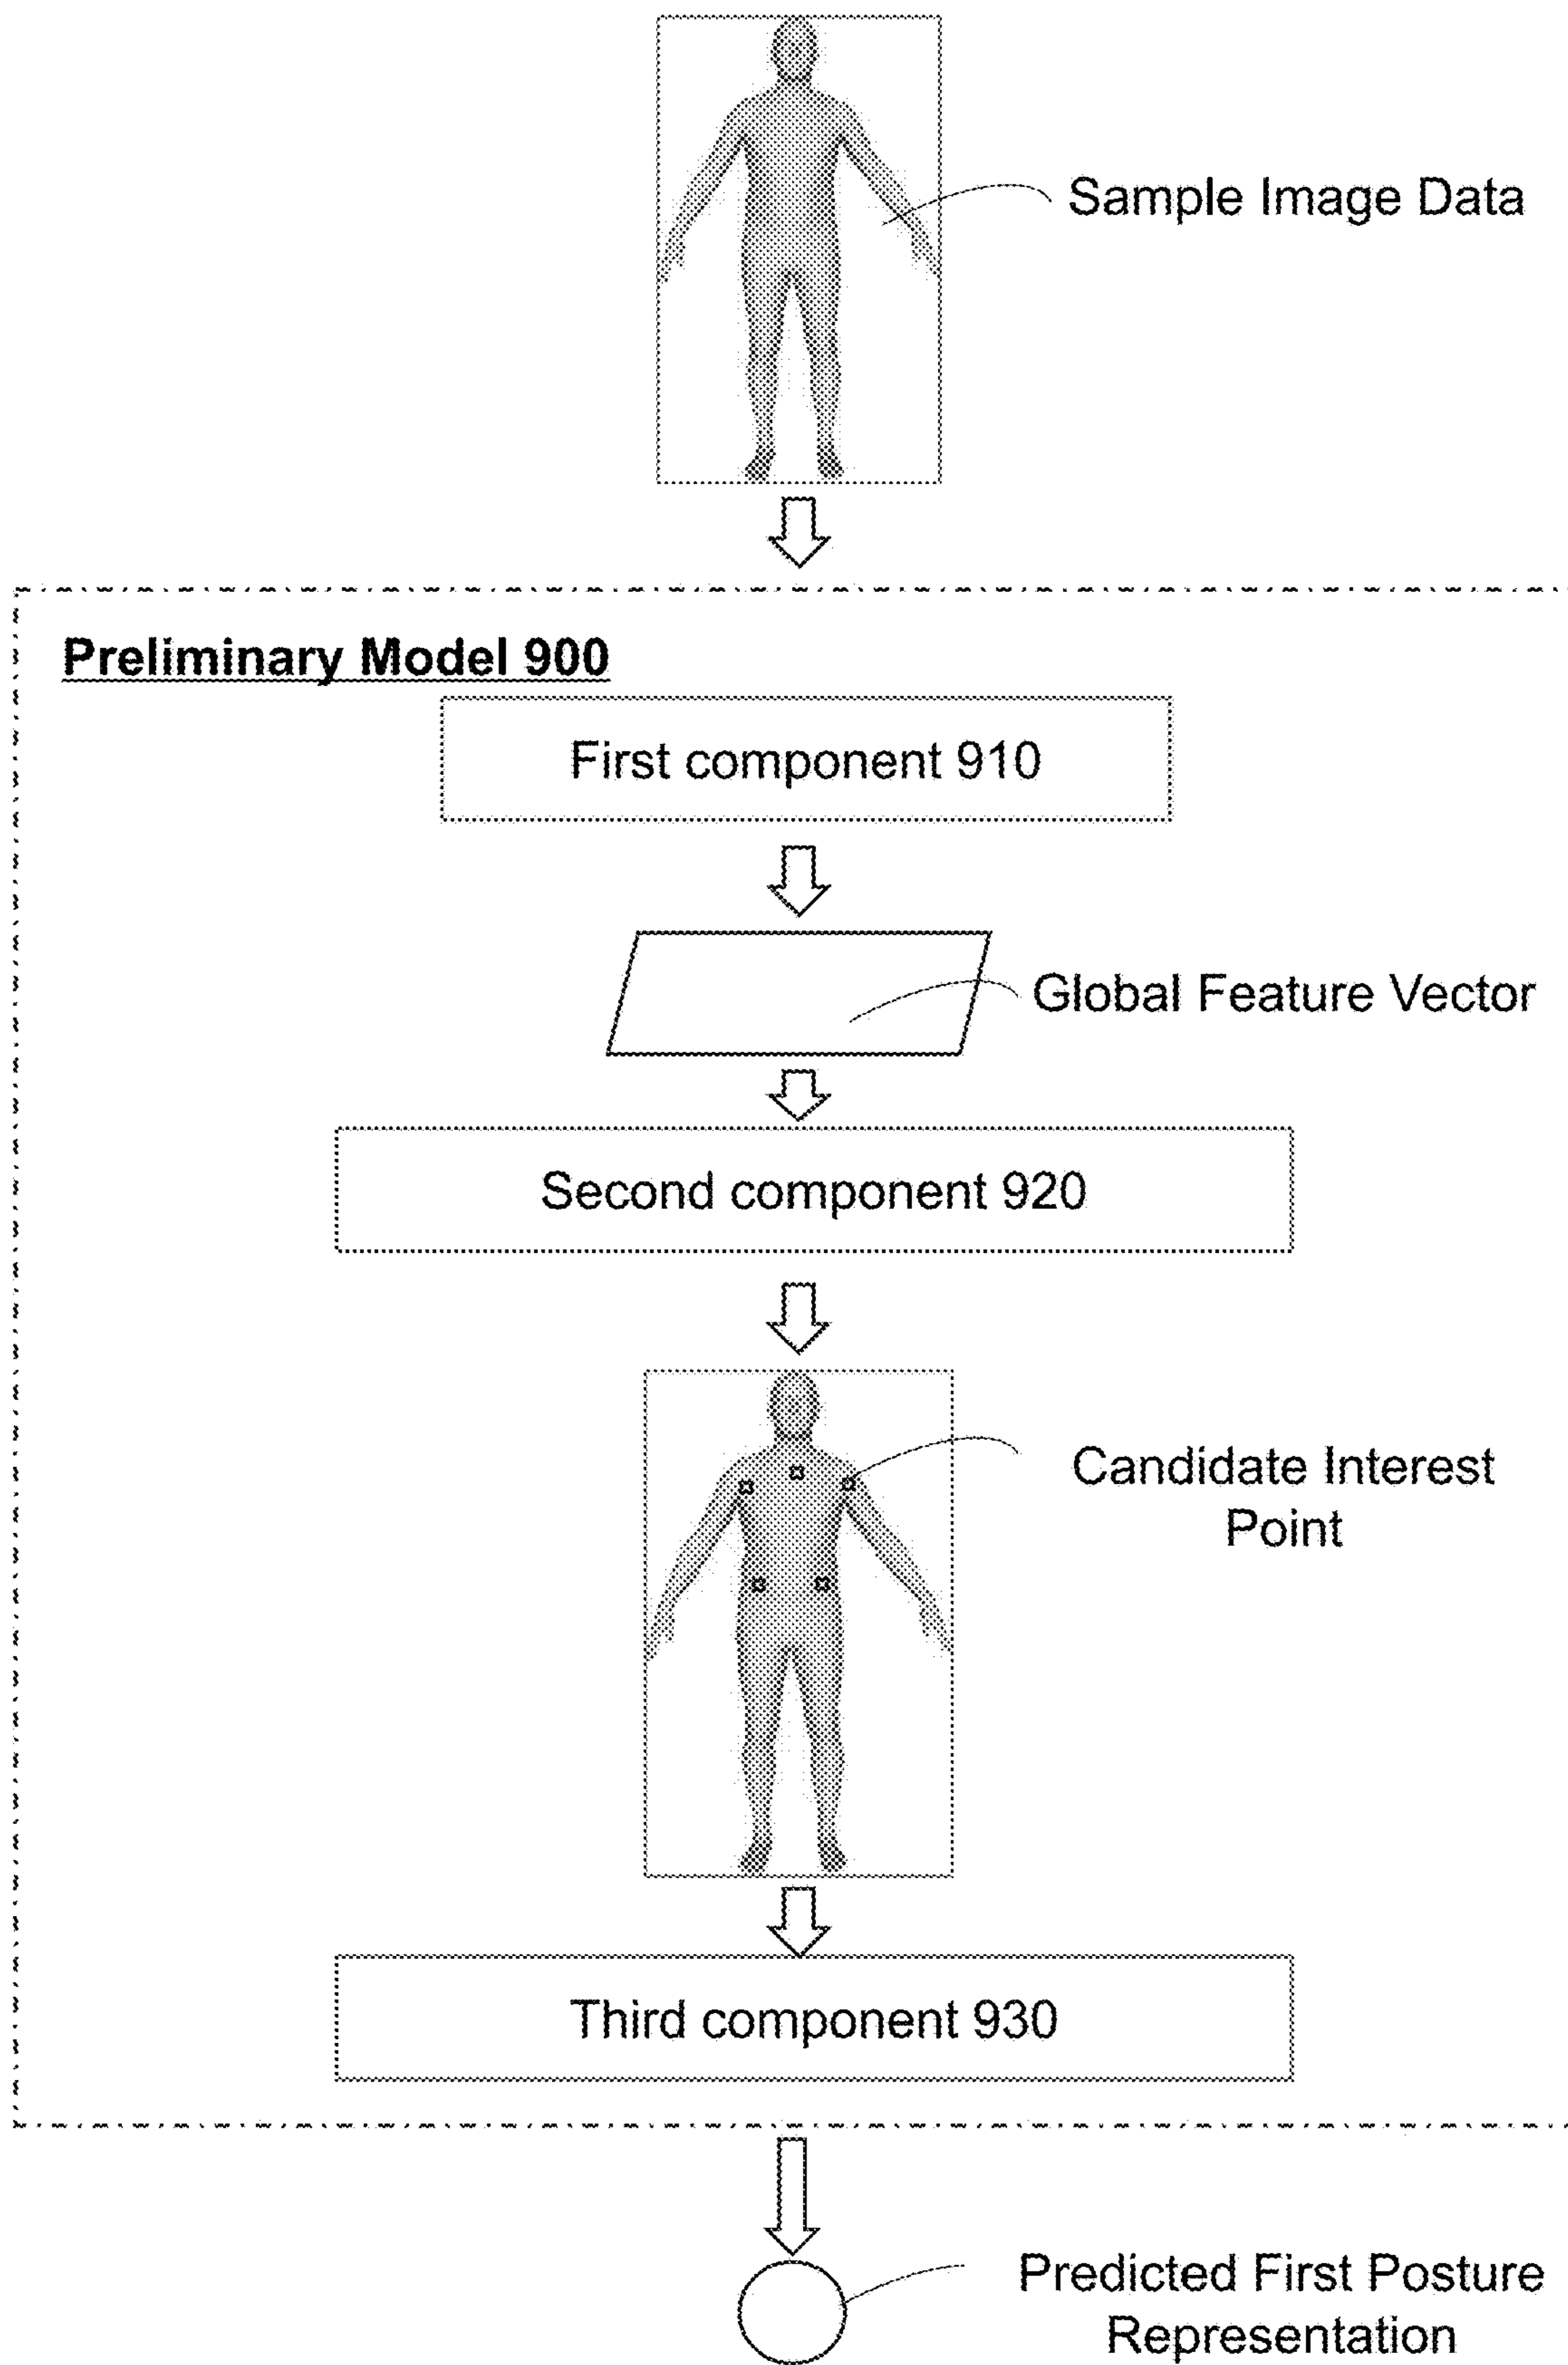 Sample Image Data
Preliminary Model 900
First component 910
Global Feature Vector
Second component 920
Candidate Interest
Point
Third component 930
Predicted First Posture
Representation